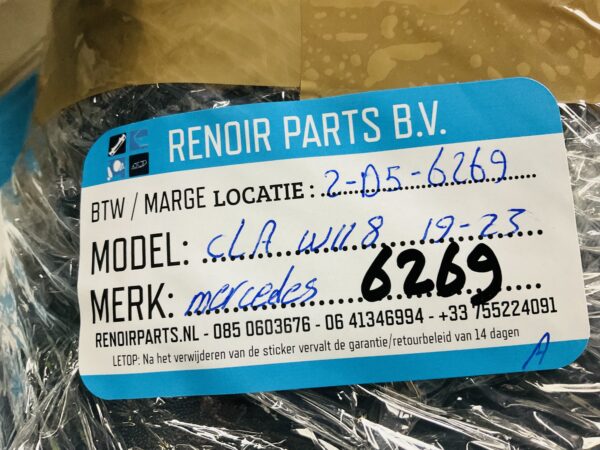 RENOIR PARTS B.V.
BTW / MARGE LOCATIE : 2-D5-6269
MODEL: CLA W118 19-23
MERK: mercedes 6269
RENOIRPARTS.NL - 085 0603676 - 06 41346994 - +33 755224091
LETOP: Na het verwijderen van de sticker vervalt de garantie/retourbeleid van 14 dagen
A